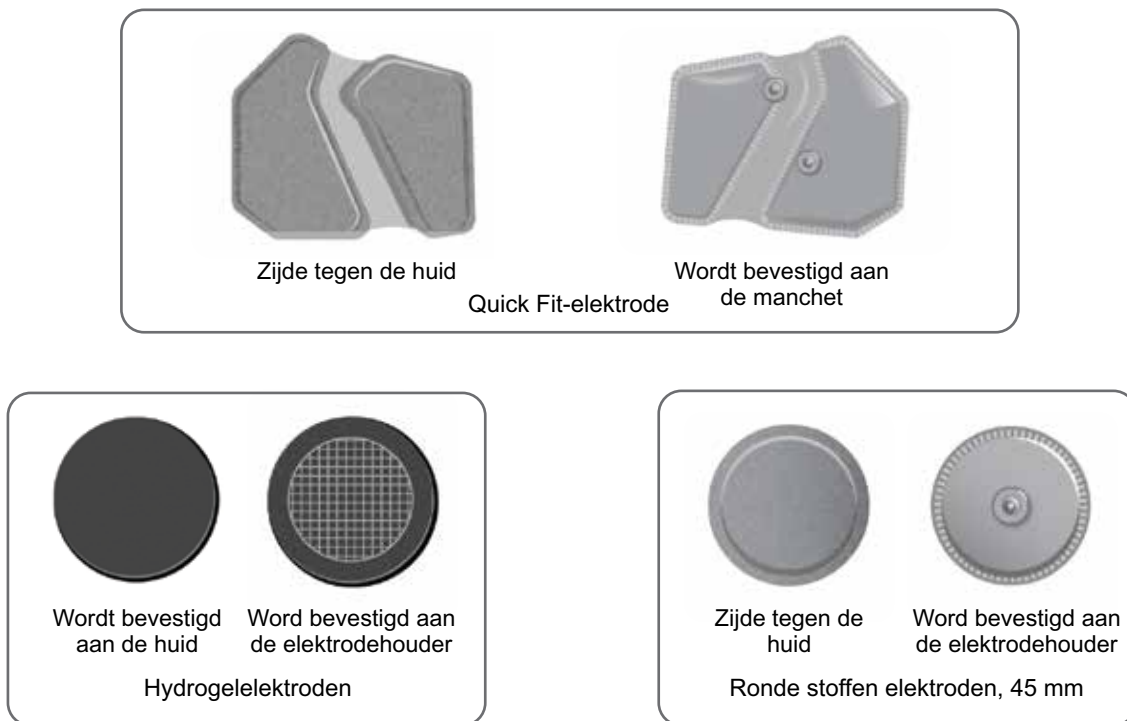 Zijde tegen de huid
Wordt bevestigd aan
de manchet
Quick Fit-elektrode
Wordt bevestigd
aan de huid
Word bevestigd aan
de elektrodehouder
Hydrogelelektroden
Zijde tegen de
huid
Word bevestigd aan
de elektrodehouder
Ronde stoffen elektroden, 45 mm